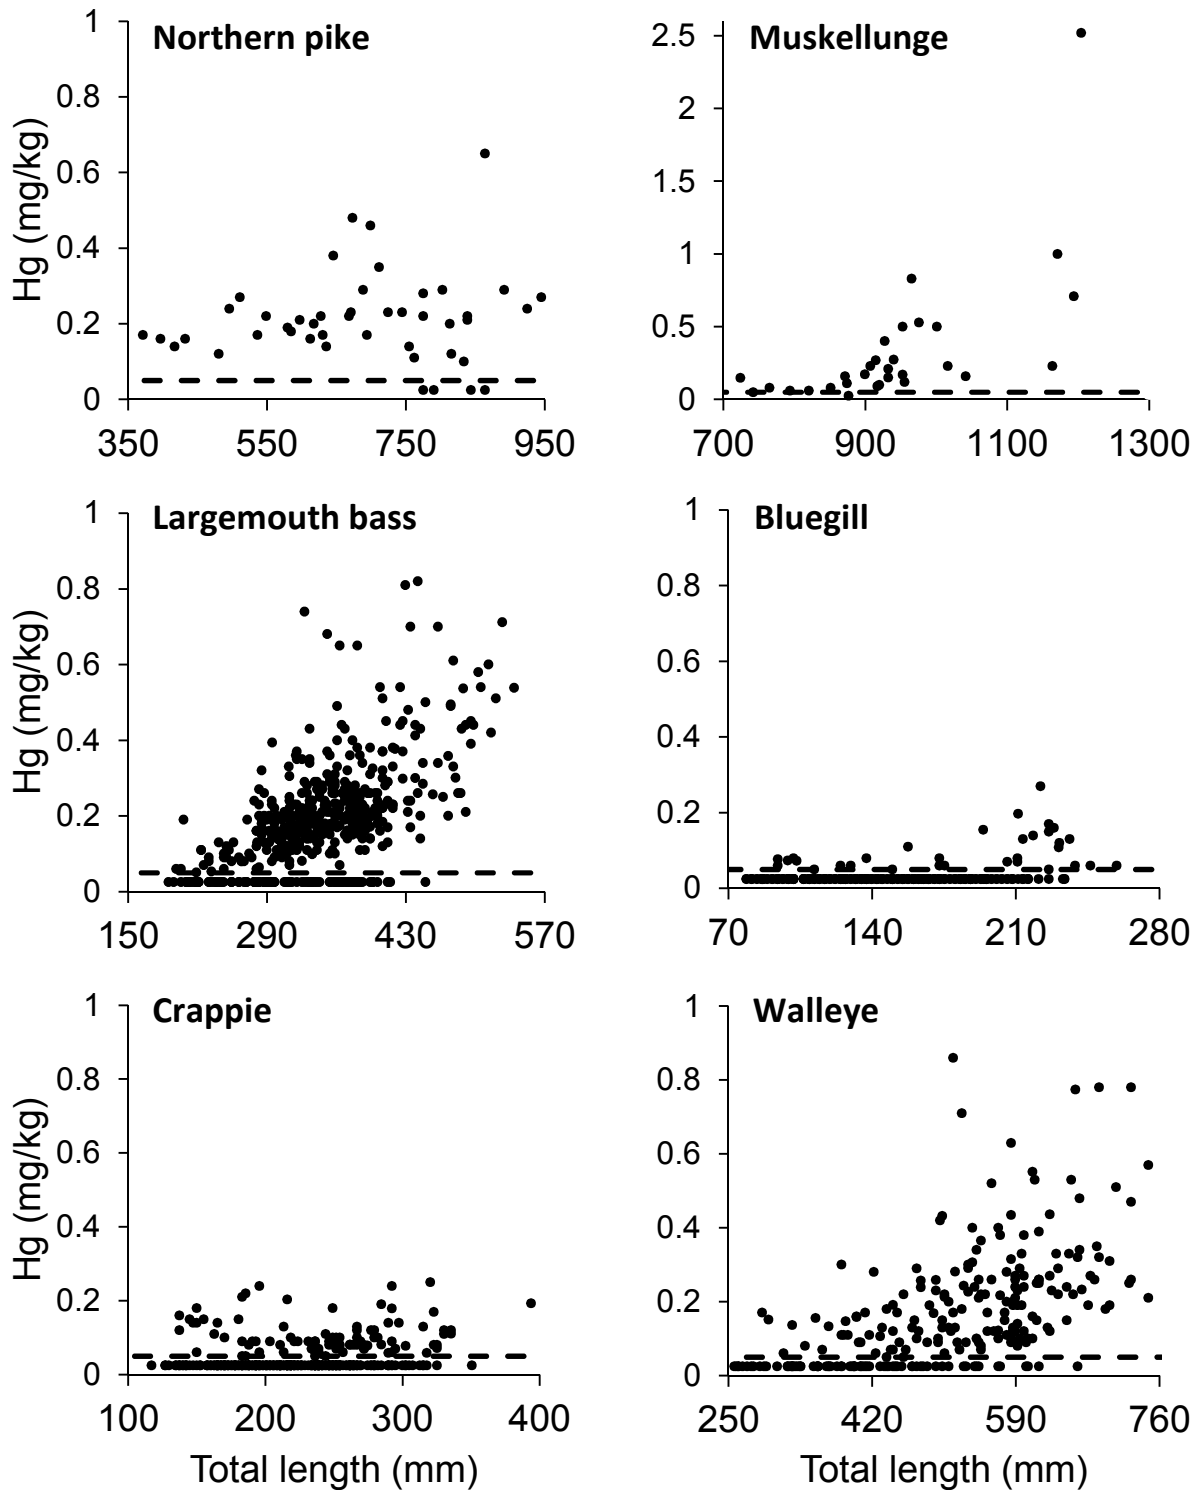 Northern pike
Hg (mg/kg)
1
0.8
0.6
0.4
0.2
0
350 550 750 950
Muskellunge
2.5
2
1.5
1
0.5
0
700 900 1100 1300
Largemouth bass
Hg (mg/kg)
1
0.8
0.6
0.4
0.2
0
150 290 430 570
Bluegill
1
0.8
0.6
0.4
0.2
0
70 140 210 280
Crappie
Hg (mg/kg)
1
0.8
0.6
0.4
0.2
0
100 200 300 400
Total length (mm)
Walleye
1
0.8
0.6
0.4
0.2
0
250 420 590 760
Total length (mm)